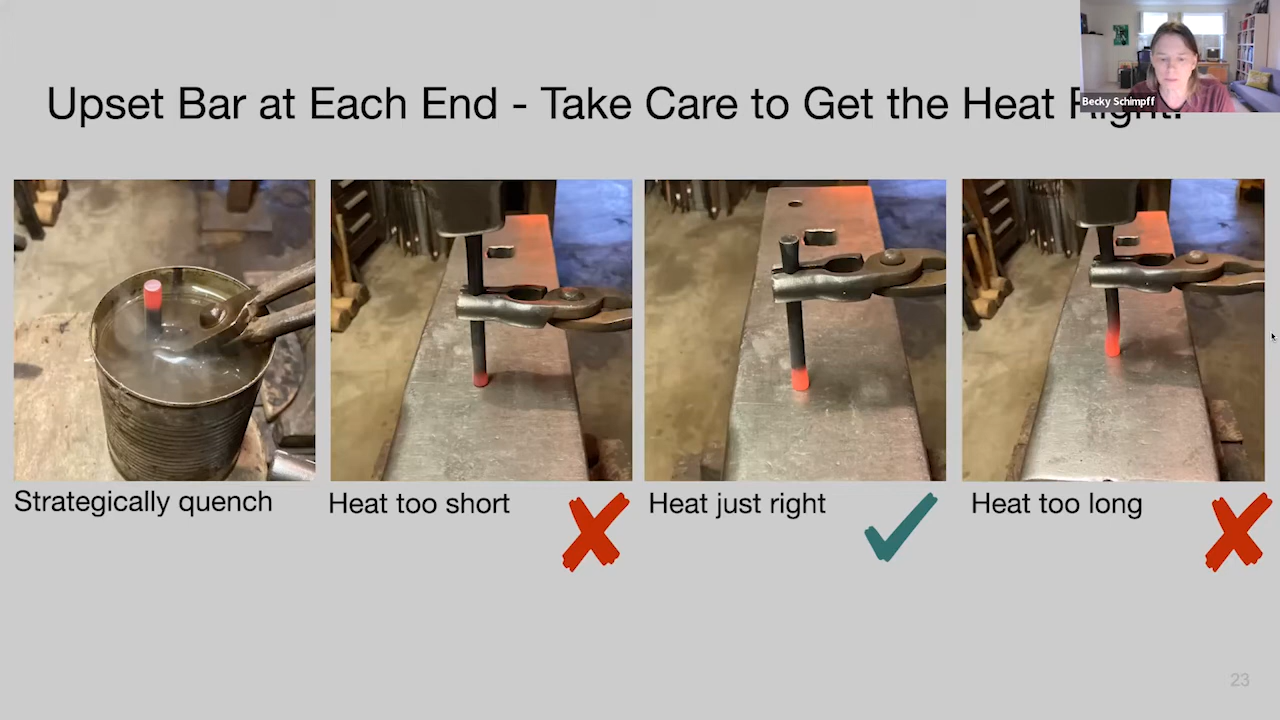 Upset Bar at Each End - Take Care to Get the Heat Right!
Becky Schimpff
Strategically quench
Heat too short
Heat just right
Heat too long
23